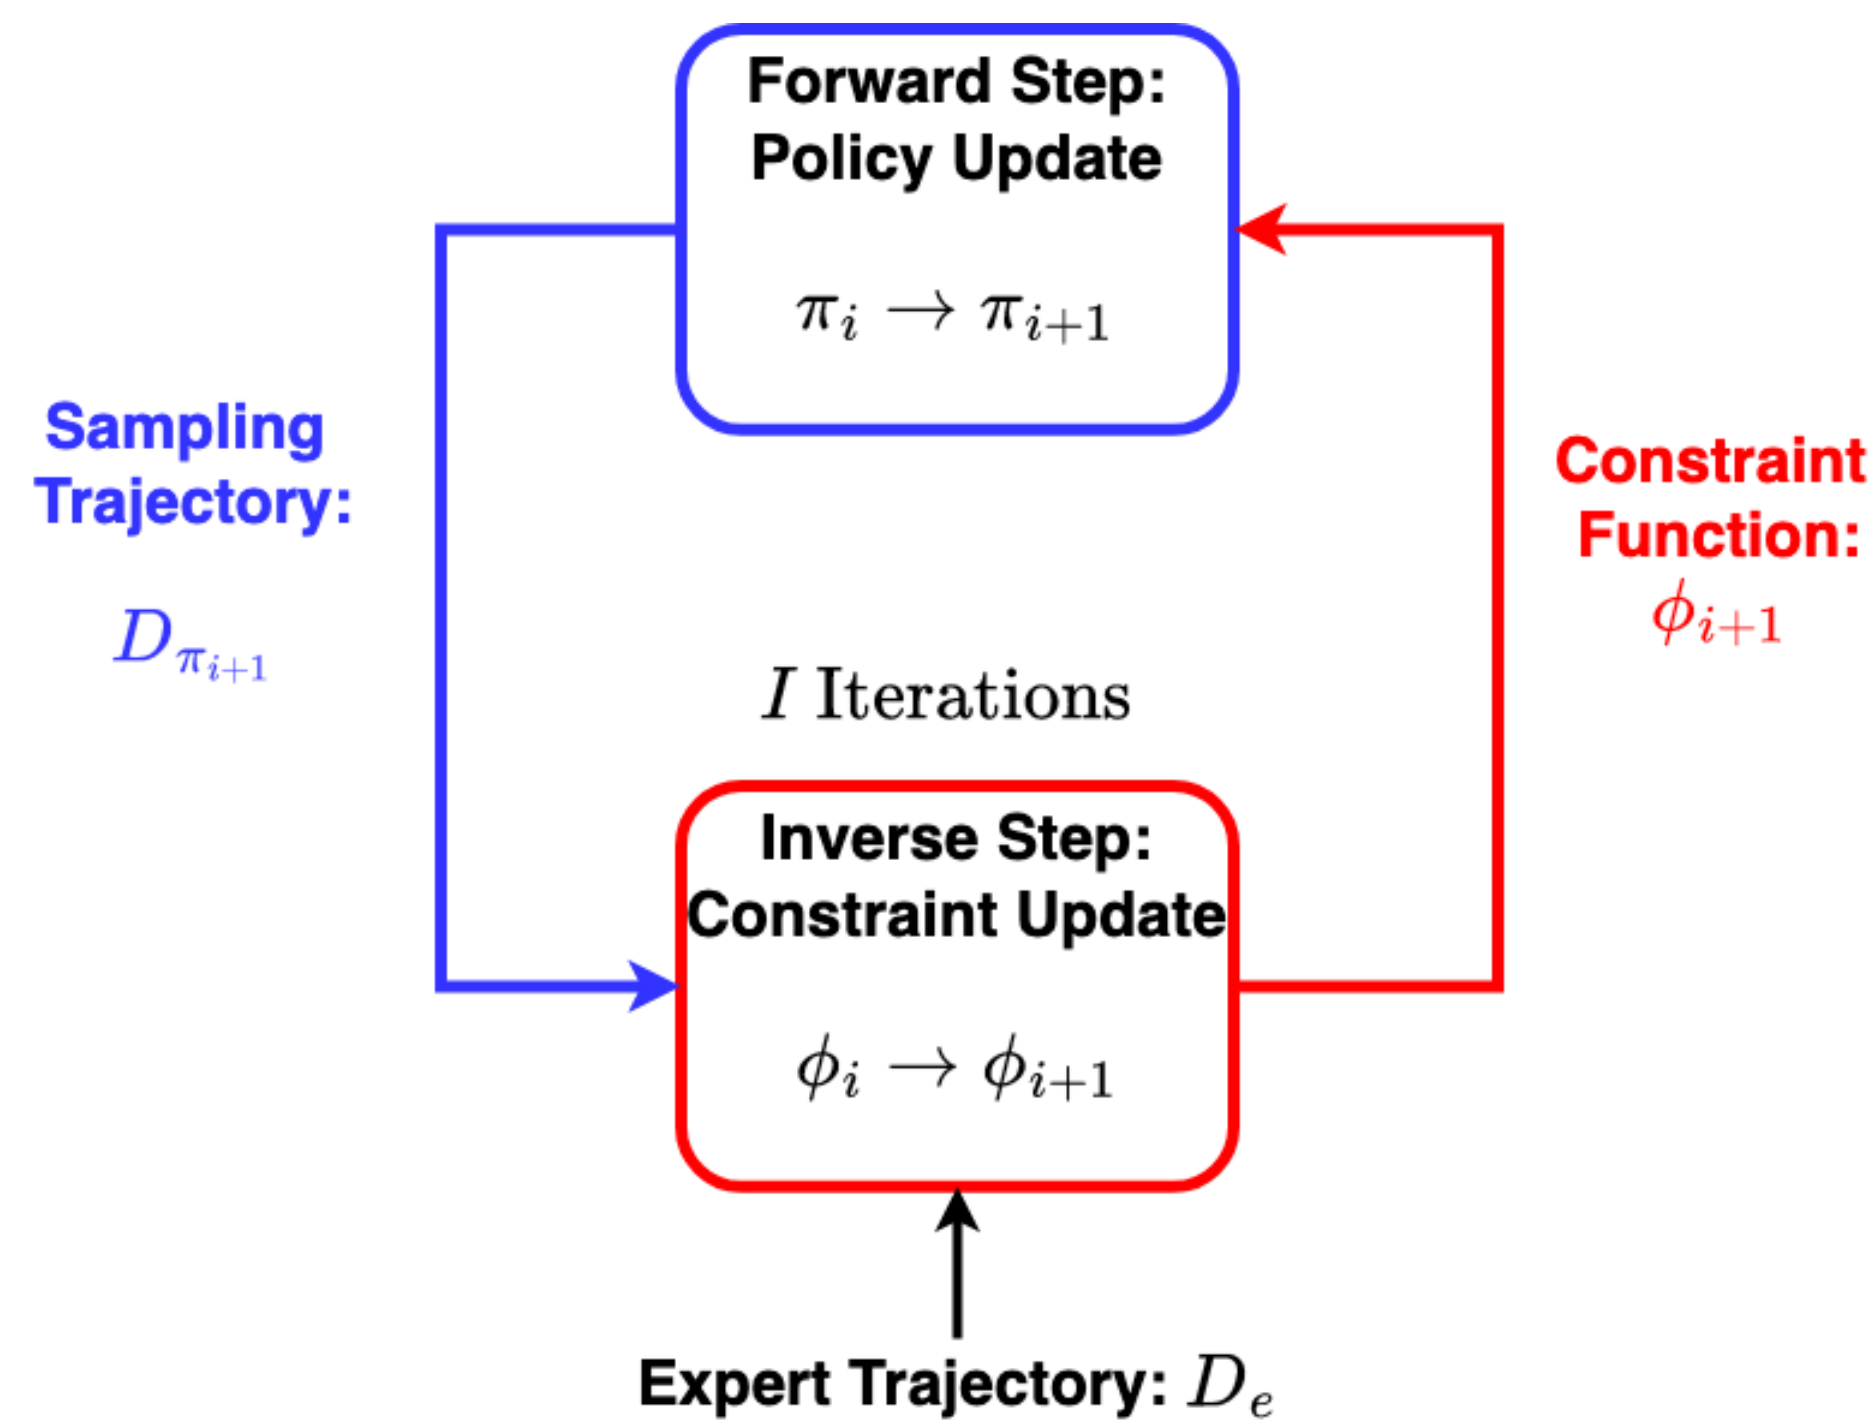 Forward Step:
Policy Update
π_i → π_{i+1}
Sampling
Trajectory:
D_{π_{i+1}}
Constraint
Function:
ϕ_{i+1}
I Iterations
Inverse Step:
Constraint Update
ϕ_i → ϕ_{i+1}
Expert Trajectory: D_e